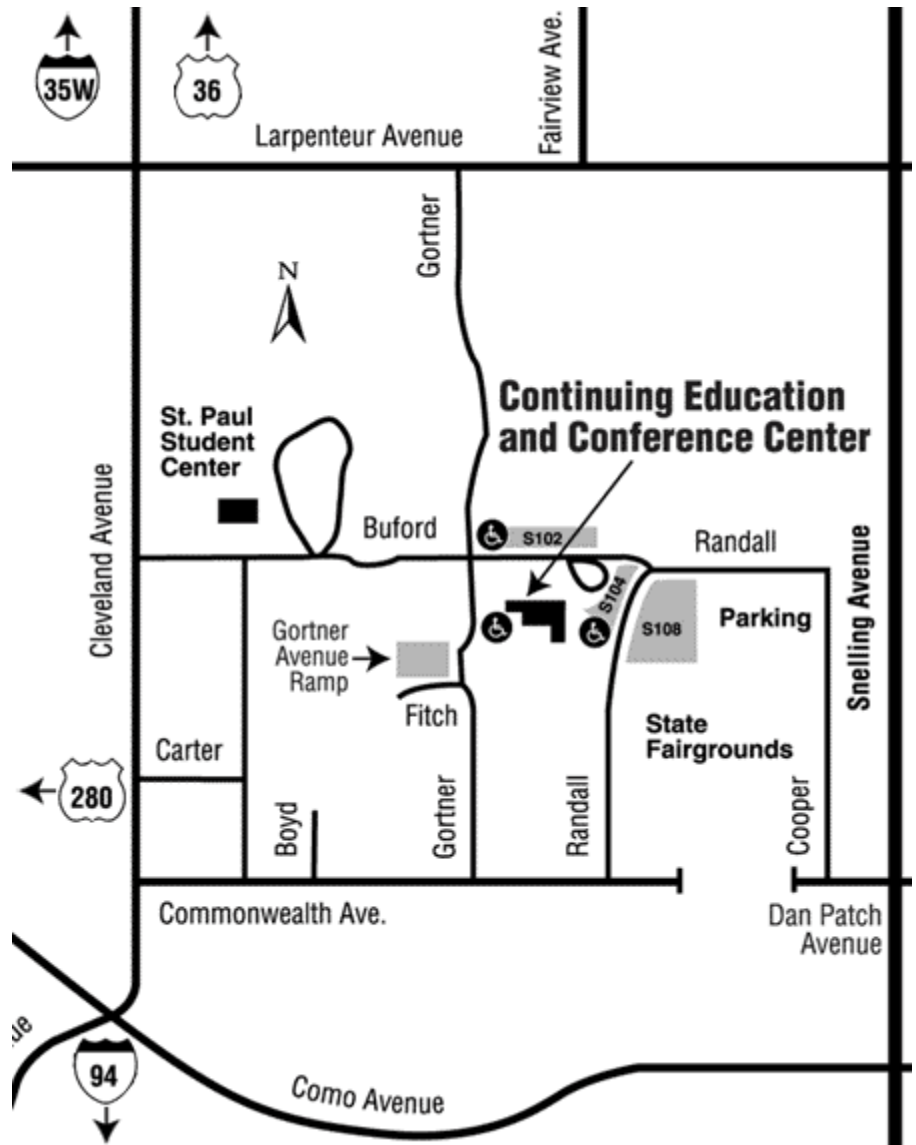 35W
36
Fairview Ave.
Larpenteur Avenue
Gortner
N
Continuing Education
and Conference Center
St. Paul
Student
Center
Cleveland Avenue
Buford
S102
Randall
Snelling Avenue
S104
Parking
S108
Gortner
Avenue
Ramp
Fitch
State
Fairgrounds
Carter
280
Boyd
Gortner
Randall
Cooper
Commonwealth Ave.
Dan Patch
Avenue
94
Como Avenue